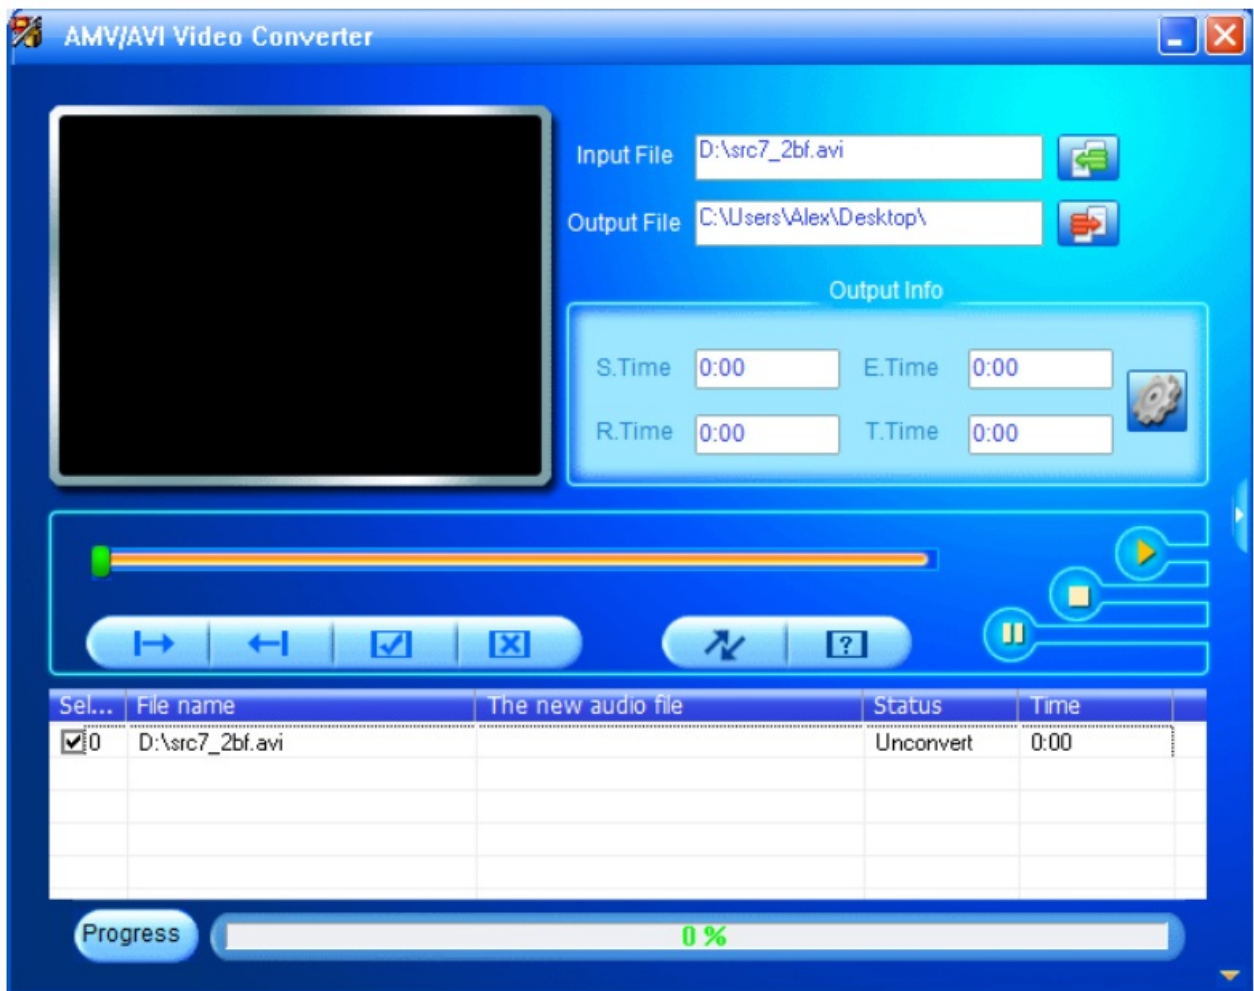 AMV/AVI Video Converter
Input File D:\src7_2bf.avi
Output File C:\Users\Alex\Desktop\
Output Info
S.Time 0:00 E.Time 0:00
R.Time 0:00 T.Time 0:00
Sel... File name The new audio file Status Time
0 D:\src7_2bf.avi Unconvert 0:00
Progress 0 %